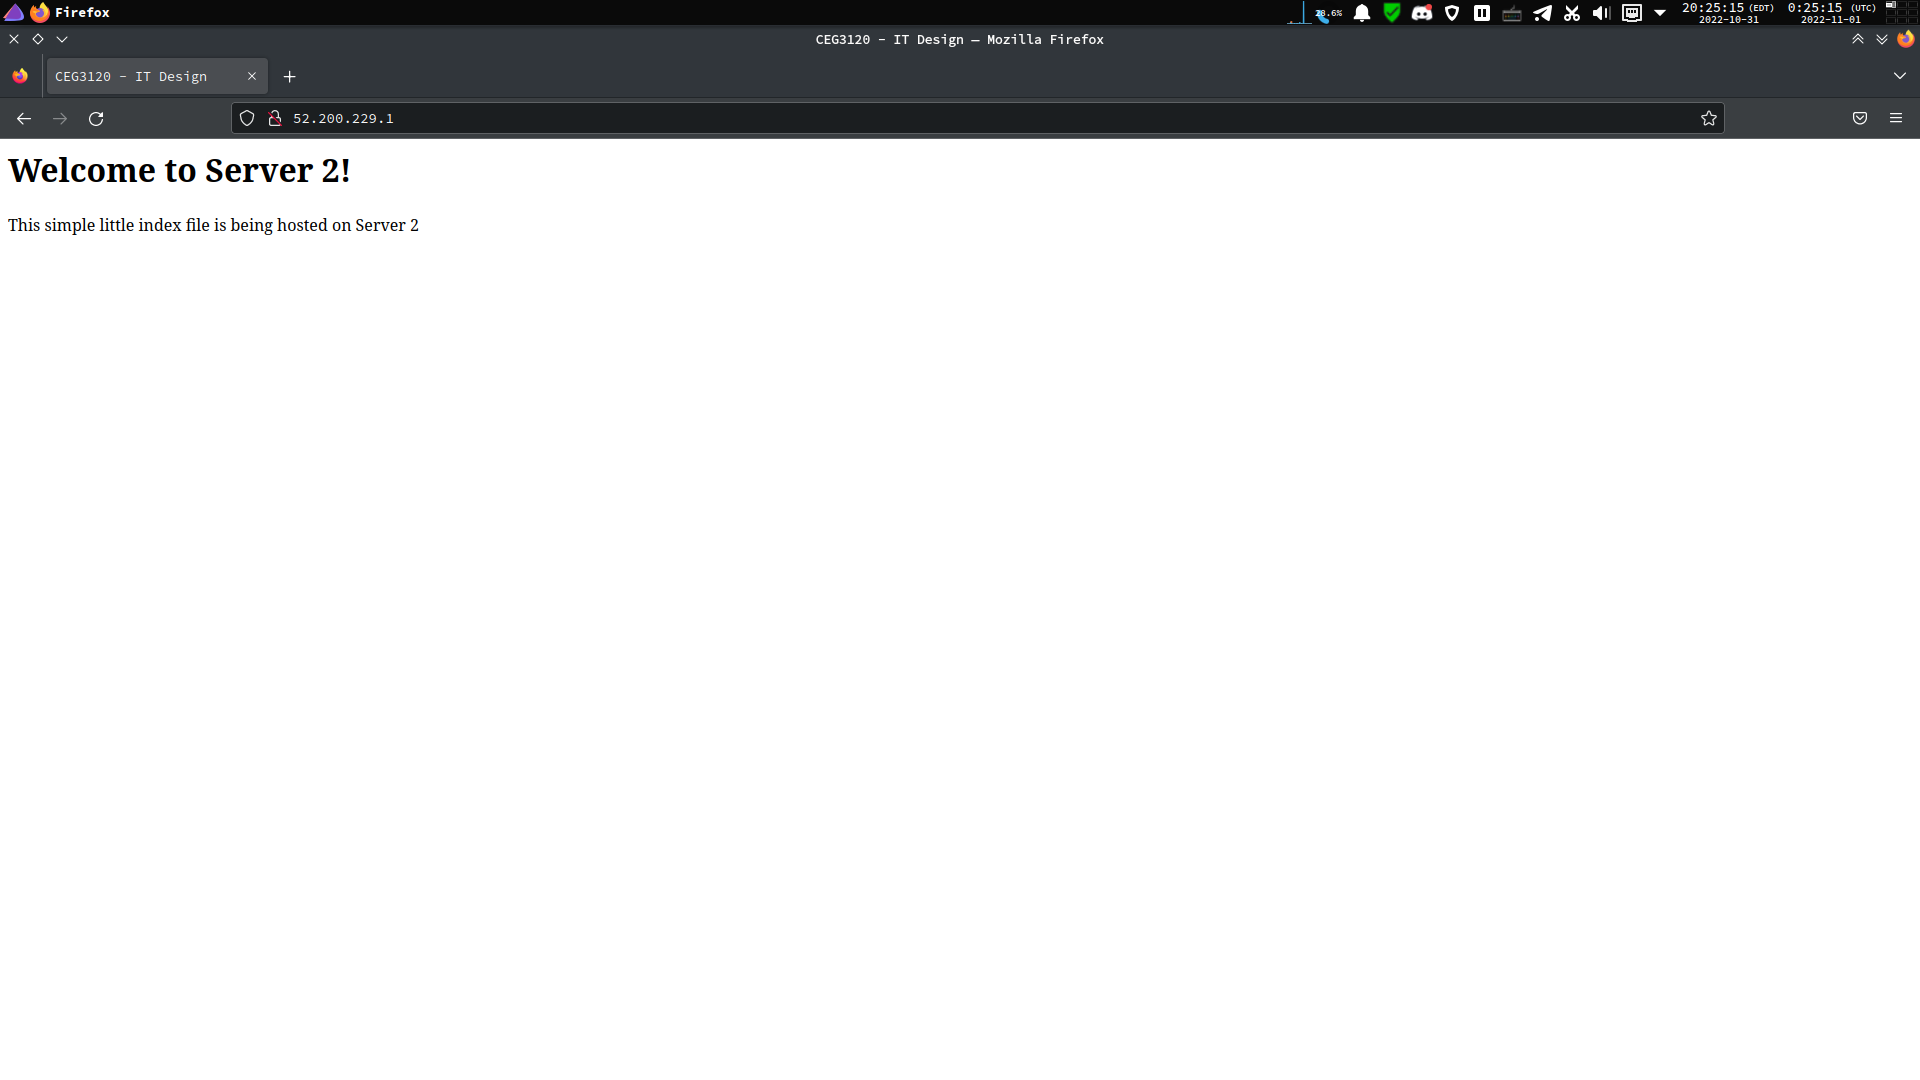 Firefox
20:25:15 (EDT) 0:25:15 (UTC)
2022-10-31 2022-11-01
CEG3120 - IT Design — Mozilla Firefox
CEG3120 - IT Design
52.200.229.1
Welcome to Server 2!
This simple little index file is being hosted on Server 2